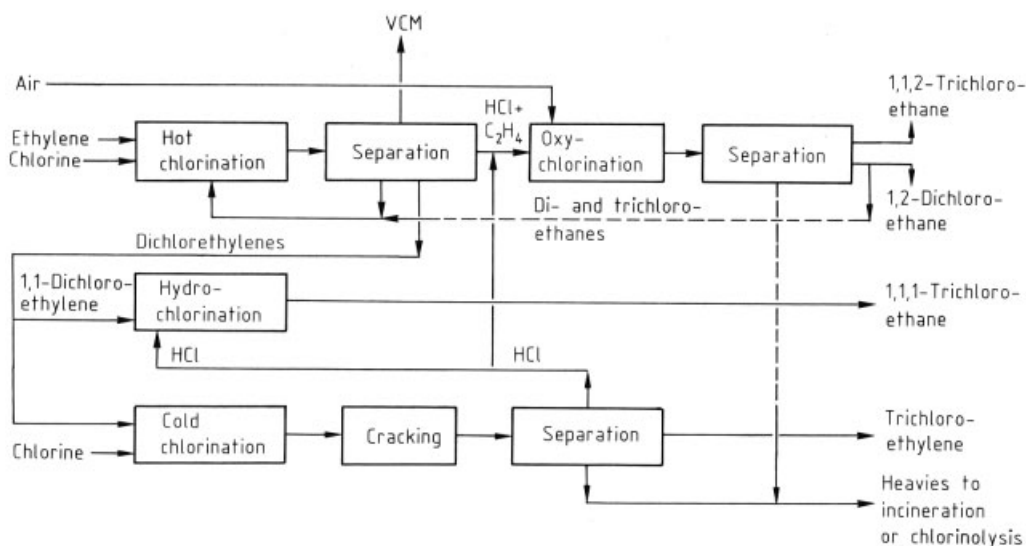 VCM
Air
HCl+
C₂H₄
1,1,2-Trichloro-
ethane
Ethylene
Chlorine
Hot
chlorination
Separation
Oxy-
chlorination
Separation
1,2-Dichloro-
ethane
Di- and trichloro-
ethanes
Dichlorethylenes
1,1-Dichloro-
ethylene
Hydro-
chlorination
1,1,1-Trichloro-
ethane
HCl
HCl
Cold
chlorination
Cracking
Separation
Trichloro-
ethylene
Chlorine
Heavies to
incineration
or chlorinolysis